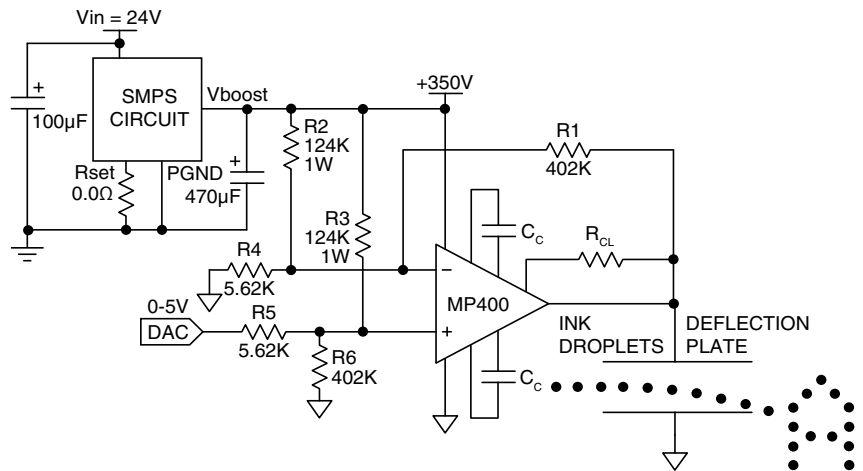 Vin = 24V
SMPS
CIRCUIT
Vboost
+350V
+
100µF
Rset
0.0Ω
PGND
+
470µF
R2
124K
1W
R1
402K
R3
124K
1W
C_C
R_CL
R4
5.62K
−
MP400
+
0-5V
DAC
R5
5.62K
R6
402K
C_C
INK
DROPLETS
DEFLECTION
PLATE